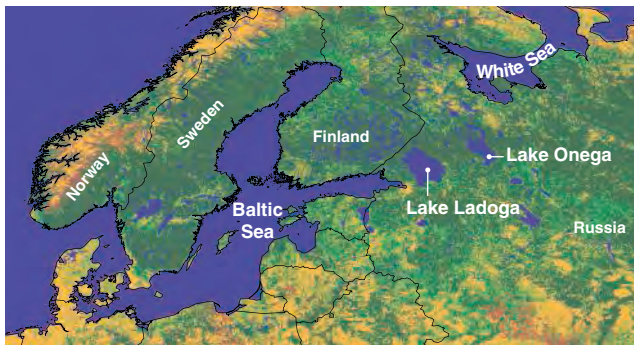 White Sea
Sweden
Finland
Norway
Lake Onega
Lake Ladoga
Baltic
Sea
Russia